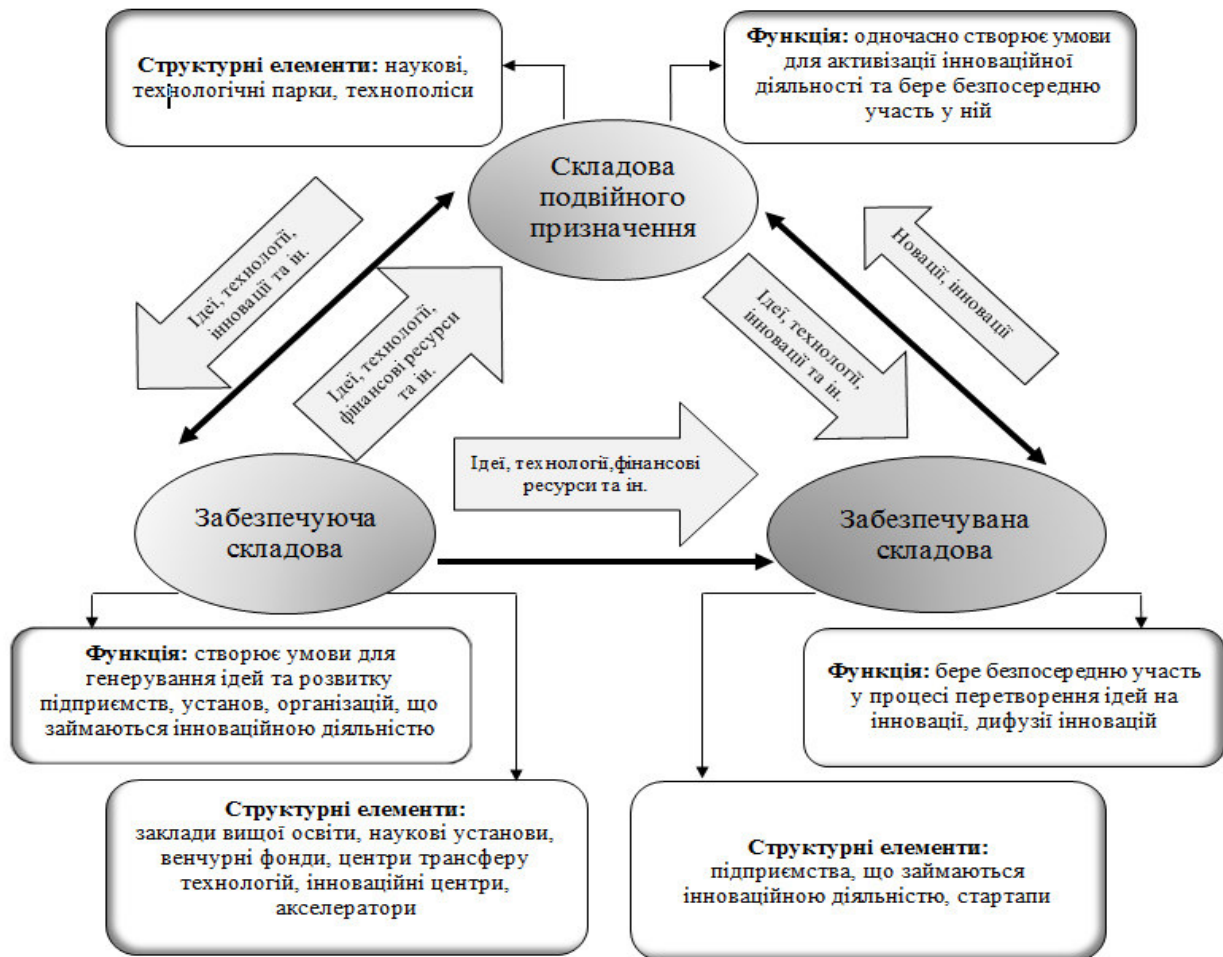 Структурні елементи: наукові,
технологічні парки, технополіси
Функція: одночасно створює умови
для активізації інноваційної
діяльності та бере безпосередню
участь у ній
Складова
подвійного
призначення
Ідеї, технології,
інновації та ін.
Ідеї, технології,
фінансові ресурси
та ін.
Ідеї, технології,
інновації та ін.
Новації, інновації
Ідеї, технології,фінансові
ресурси та ін.
Забезпечуюча
складова
Забезпечувана
складова
Функція: створює умови для
генерування ідей та розвитку
підприємств, установ, організацій, що
займаються інноваційною діяльністю
Функція: бере безпосередню участь
у процесі перетворення ідей на
інновації, дифузії інновацій
Структурні елементи:
заклади вищої освіти, наукові установи,
венчурні фонди, центри трансферу
технологій, інноваційні центри,
акселератори
Структурні елементи:
підприємства, що займаються
інноваційною діяльністю, стартапи